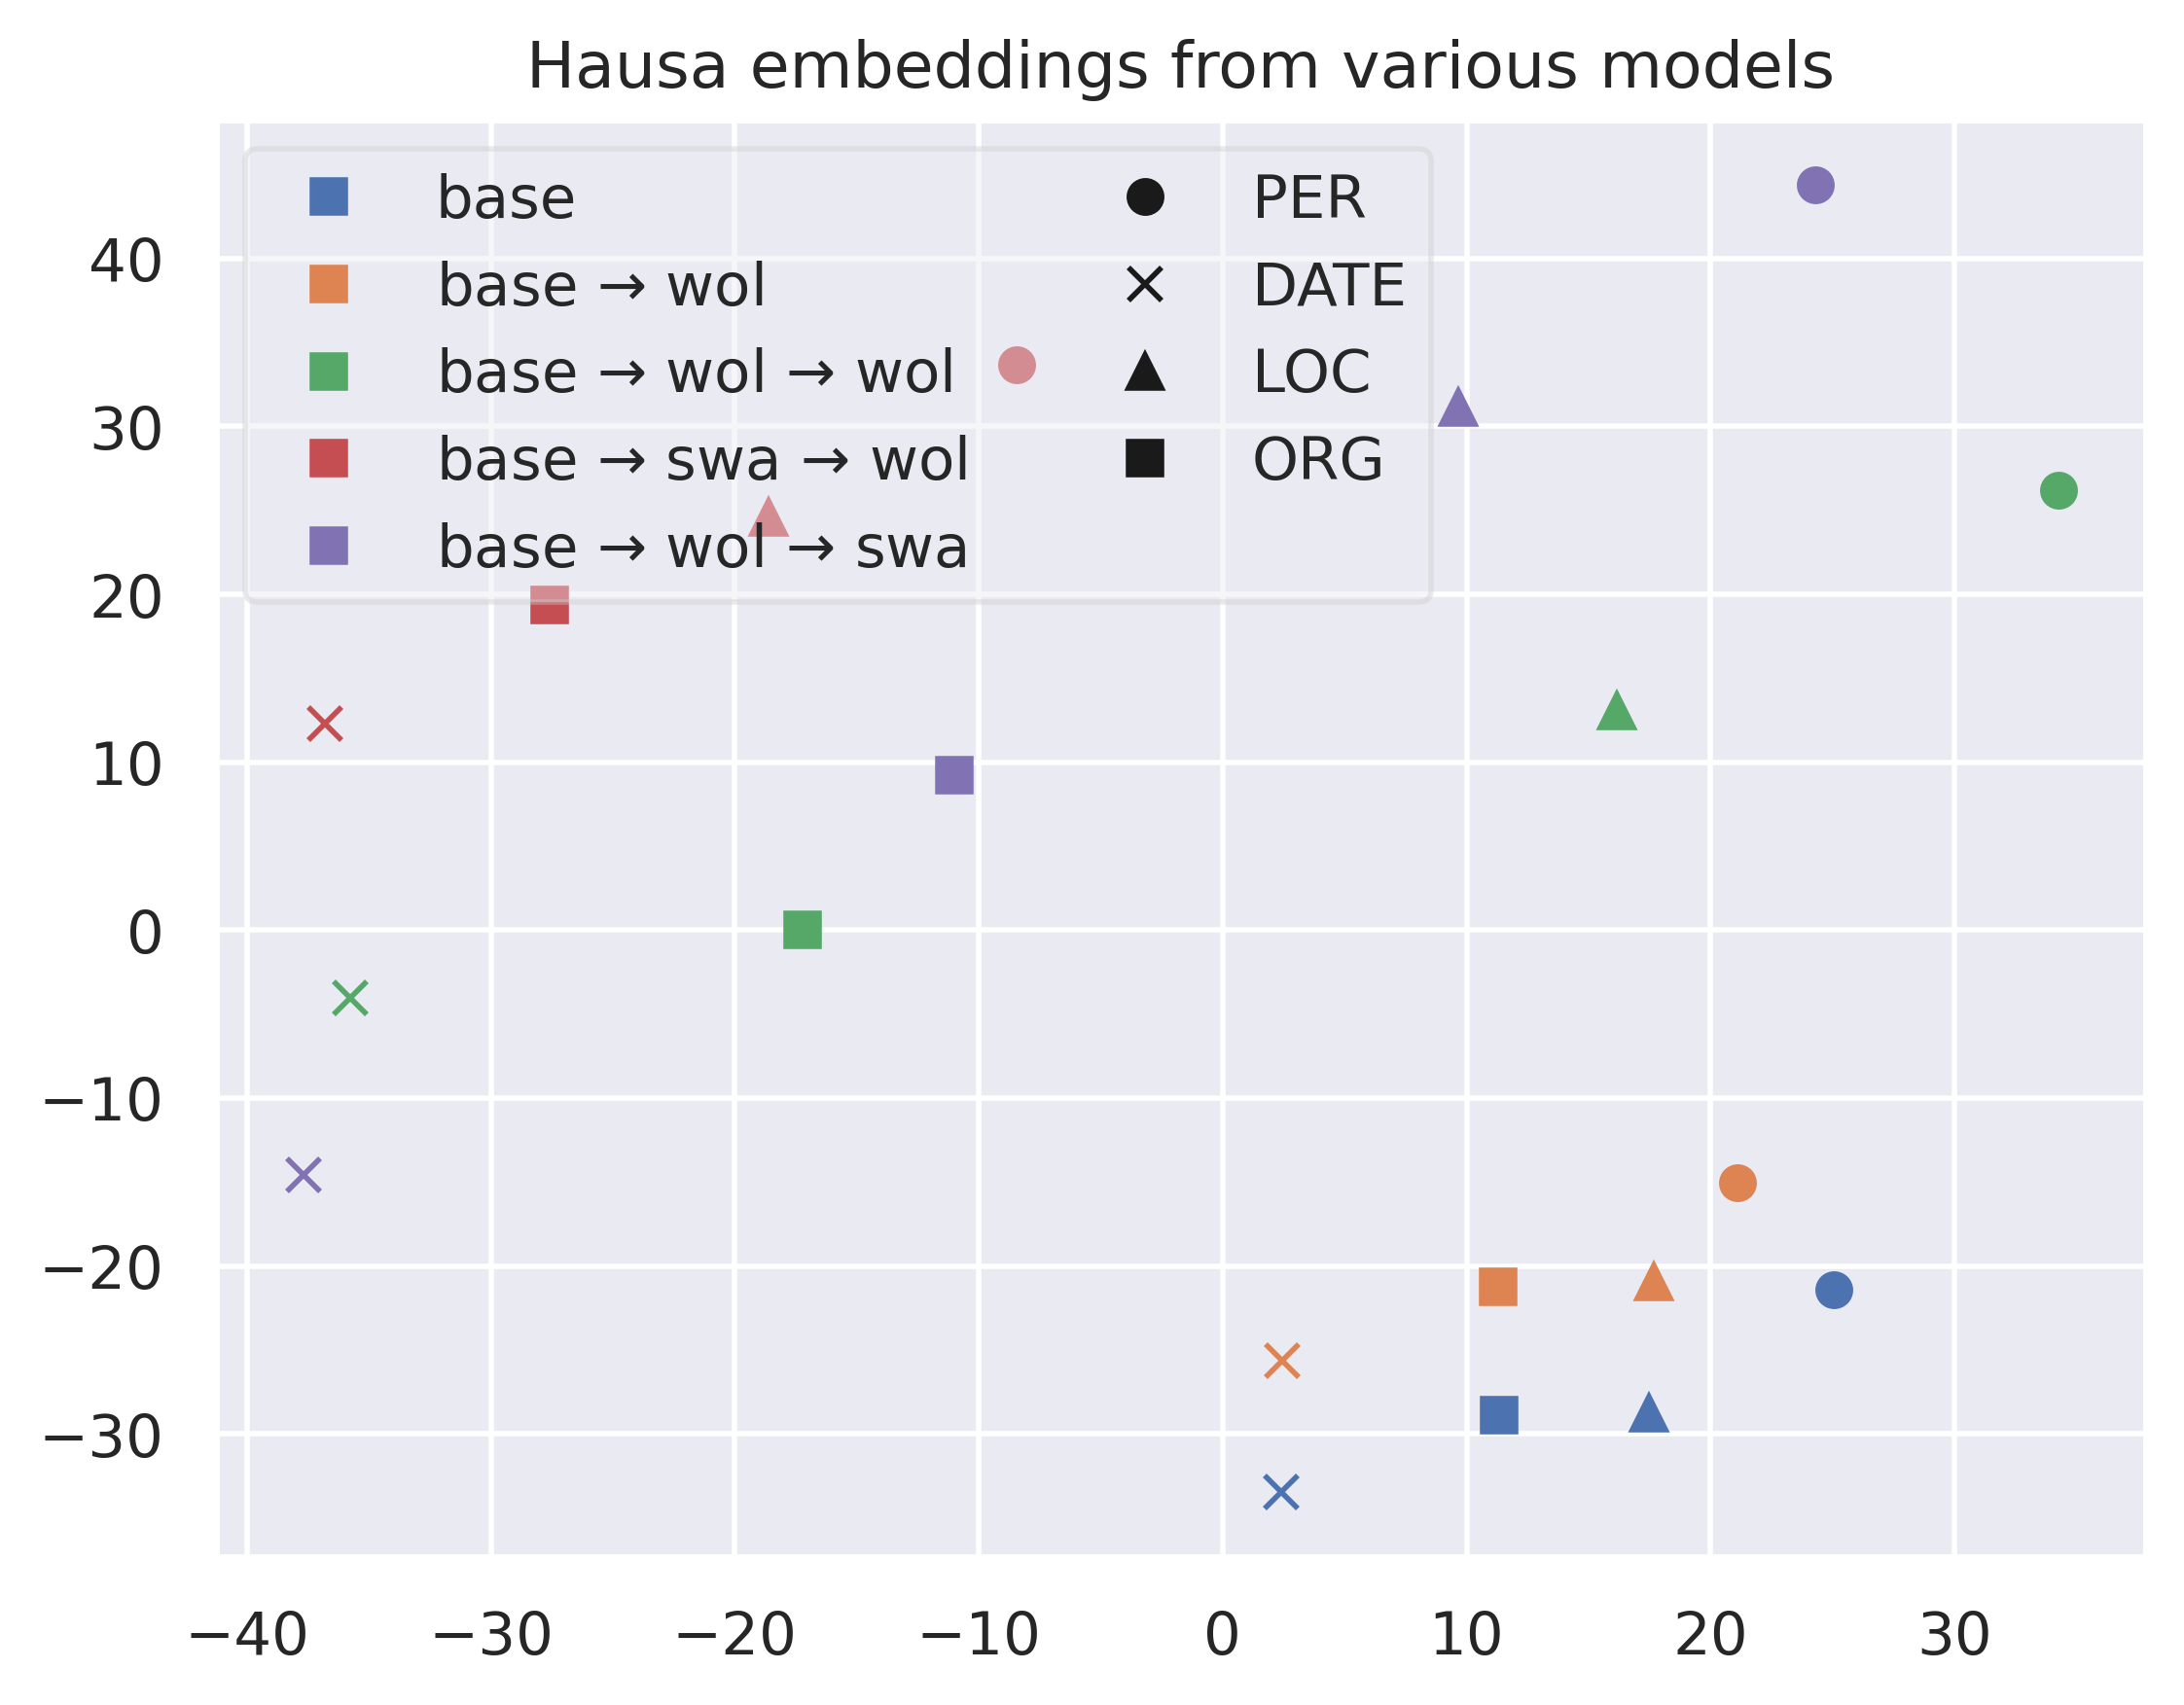 Hausa embeddings from various models
base
base → wol
base → wol → wol
base → swa → wol
base → wol → swa
PER
DATE
LOC
ORG
40
30
20
10
0
−10
−20
−30
−40 −30 −20 −10 0 10 20 30